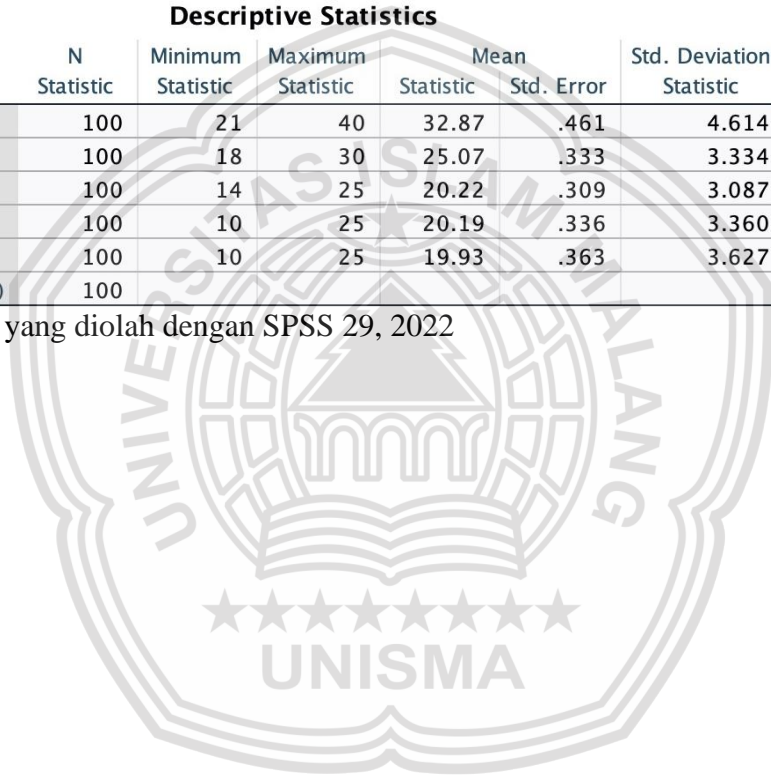 Descriptive Statistics
N Minimum Maximum Mean Std. Deviation
Statistic Statistic Statistic Statistic Std. Error Statistic
100 21 40 32.87 .461 4.614
100 18 30 25.07 .333 3.334
100 14 25 20.22 .309 3.087
100 10 25 20.19 .336 3.360
100 10 25 19.93 .363 3.627
) 100
yang diolah dengan SPSS 29, 2022
UNIVERSITAS ISLAM MALANG
UNISMA